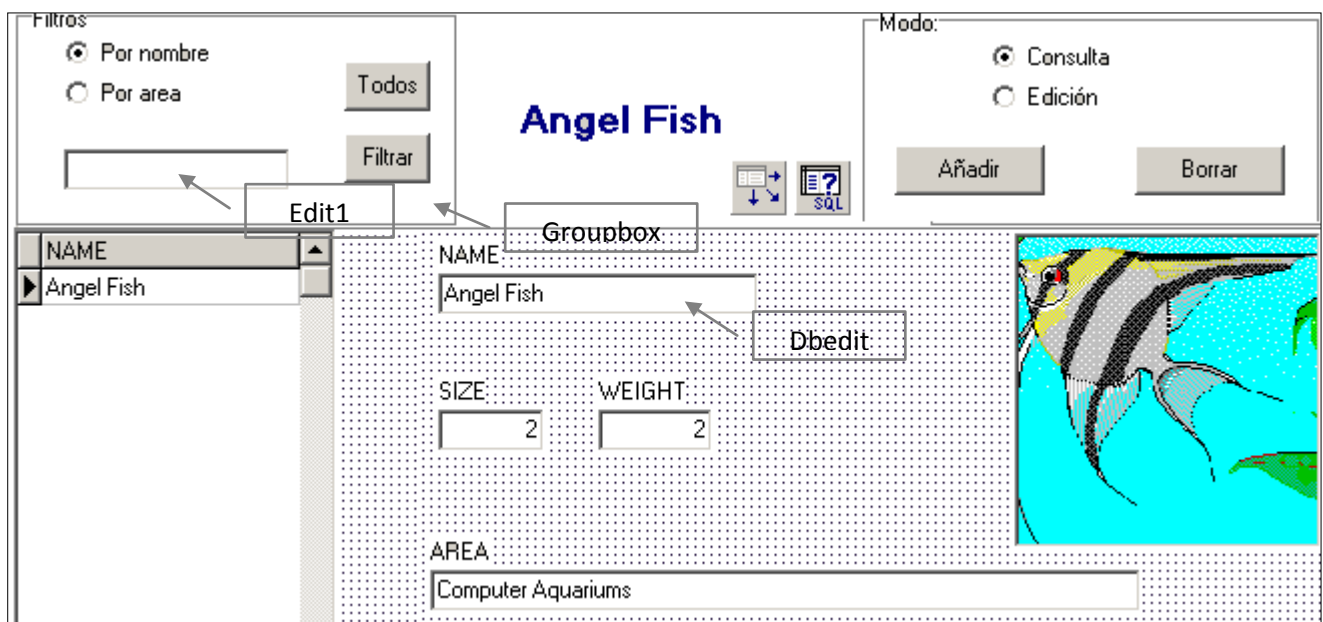 Filtros
Por nombre
Por area
Todos
Filtrar
Edit1
Groupbox
Angel Fish
SQL
Modo:
Consulta
Edición
Añadir
Borrar
NAME
Angel Fish
NAME
Angel Fish
Dbedit
SIZE
WEIGHT
2
2
AREA
Computer Aquariums